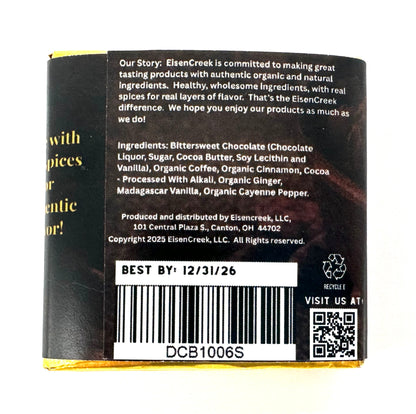 Our Story: EisenCreek is committed to making great
tasting products with authentic organic and natural
ingredients. Healthy, wholesome ingredients, with real
spices for real layers of flavor. That's the EisenCreek
difference. We hope you enjoy our products as much as
we do!
with
pices
or
entic
or!
Ingredients: Bittersweet Chocolate (Chocolate
Liquor, Sugar, Cocoa Butter, Soy Lecithin and
Vanilla), Organic Coffee, Organic Cinnamon, Cocoa
- Processed With Alkali, Organic Ginger,
Madagascar Vanilla, Organic Cayenne Pepper.
Produced and distributed by Eisencreek, LLC,
101 Central Plaza S., Canton, OH 44702
Copyright 2025 EisenCreek, LLC. All Rights reserved.
BEST BY: 12/31/26
DCB1006S
RECYCLE
VISIT US AT